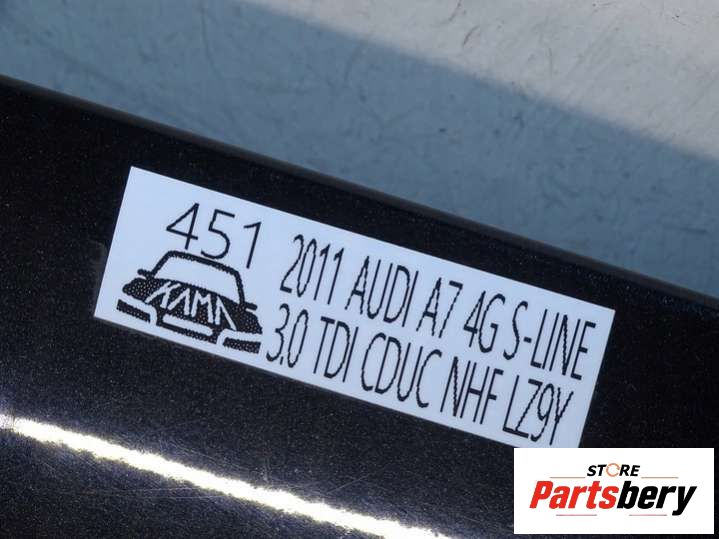 451
KAMA
2011 AUDI A7 4G S-LINE
3.0 TDI CDUC NHF LZ9Y
STORE
Partsbery